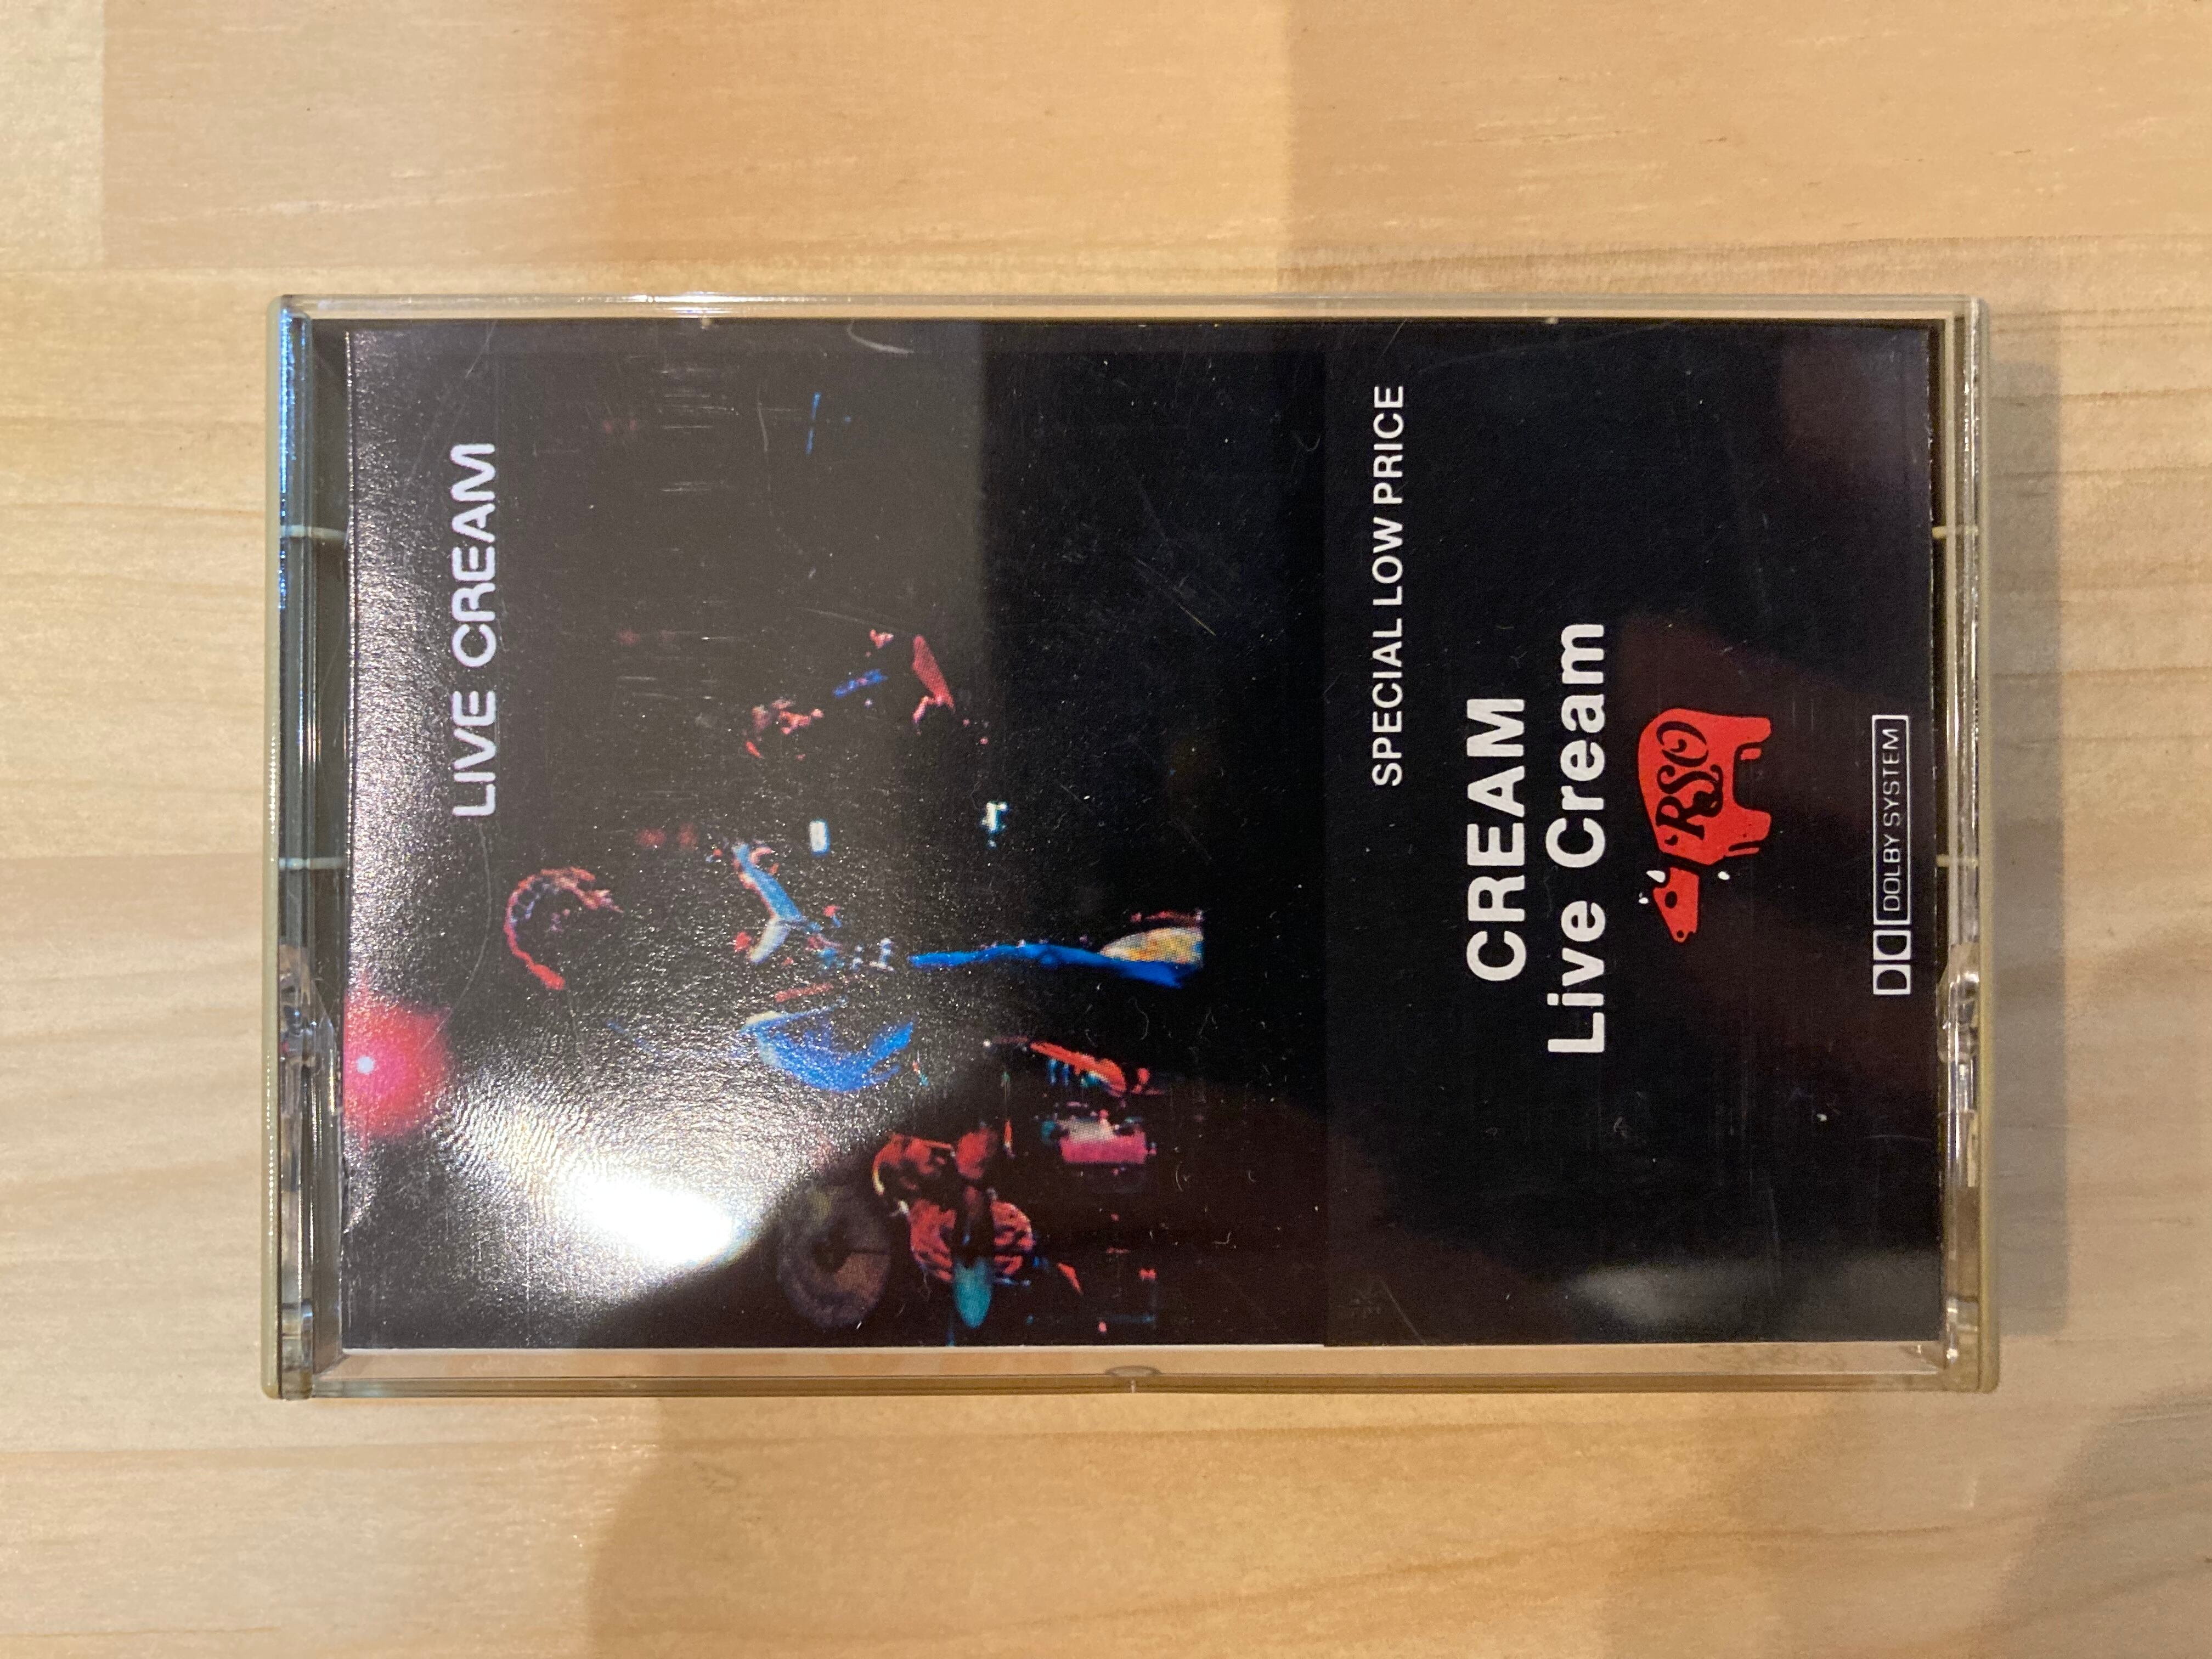 LIVE CREAM
SPECIAL LOW PRICE
CREAM
Live Cream
RSO
DOLBY SYSTEM